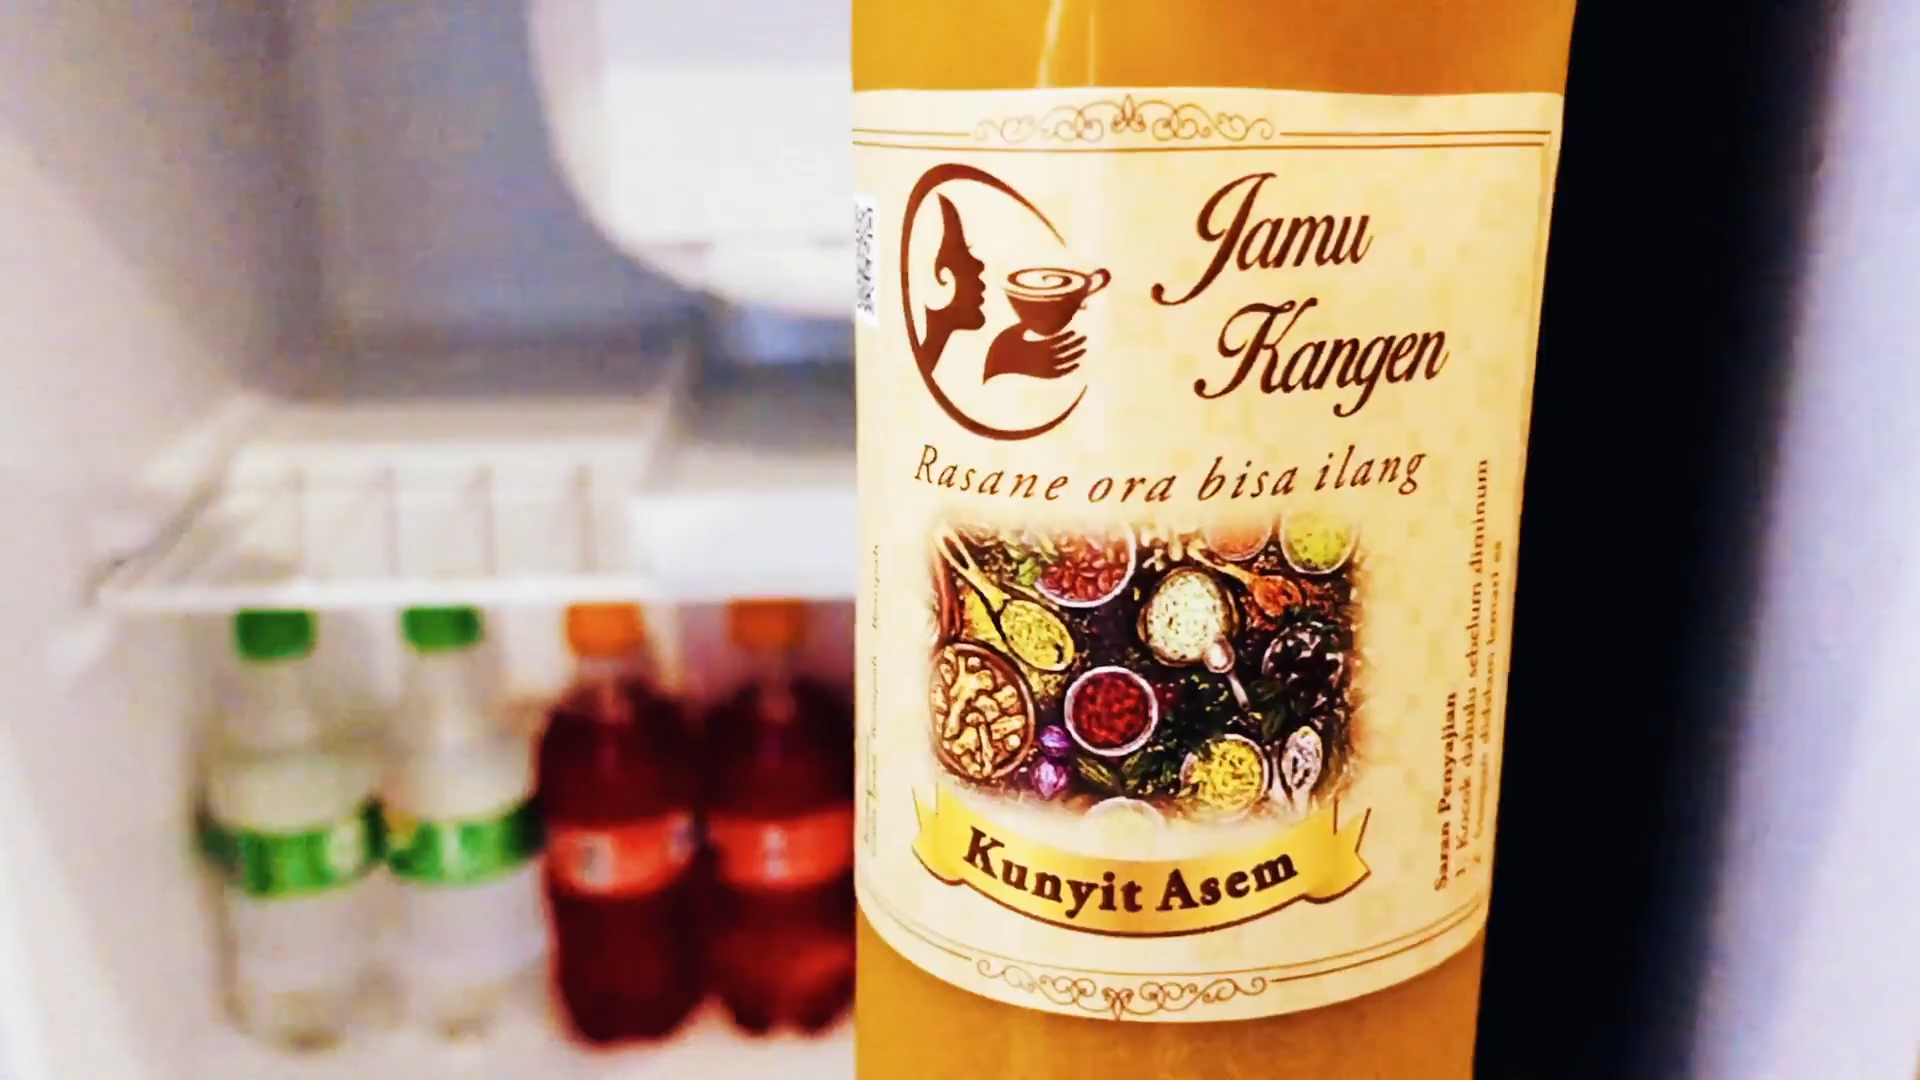 Jamu
Kangen
Rasane ora bisa ilang
Kunyit Asem
Saran Penyajian
1. Kocok dahulu sebelum diminum